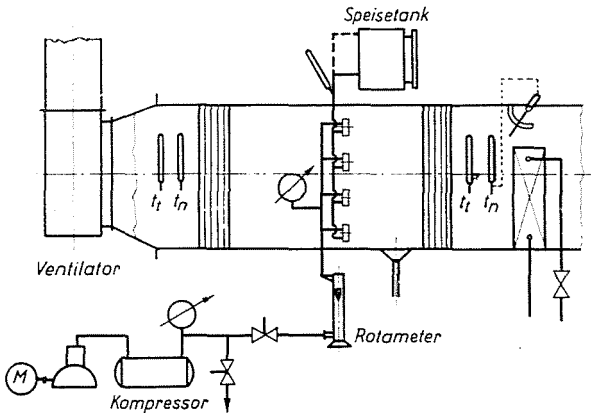 Speisetank
t_t t_n
t_t t_n
Ventilator
Rotameter
M
Kompressor